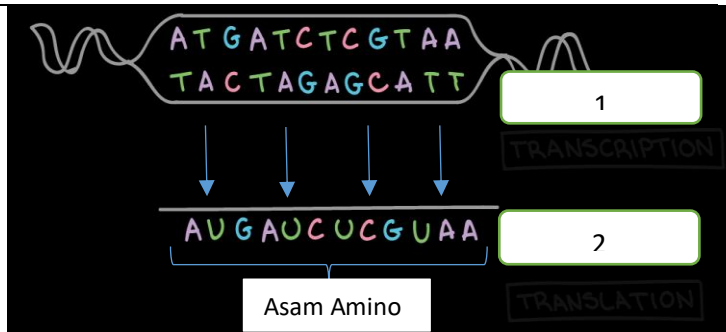 ATGATCTCGTAA
TACTAGAGCATT
1
TRANSCRIPTION
AUGAUCUCGUAA
2
Asam Amino
TRANSLATION